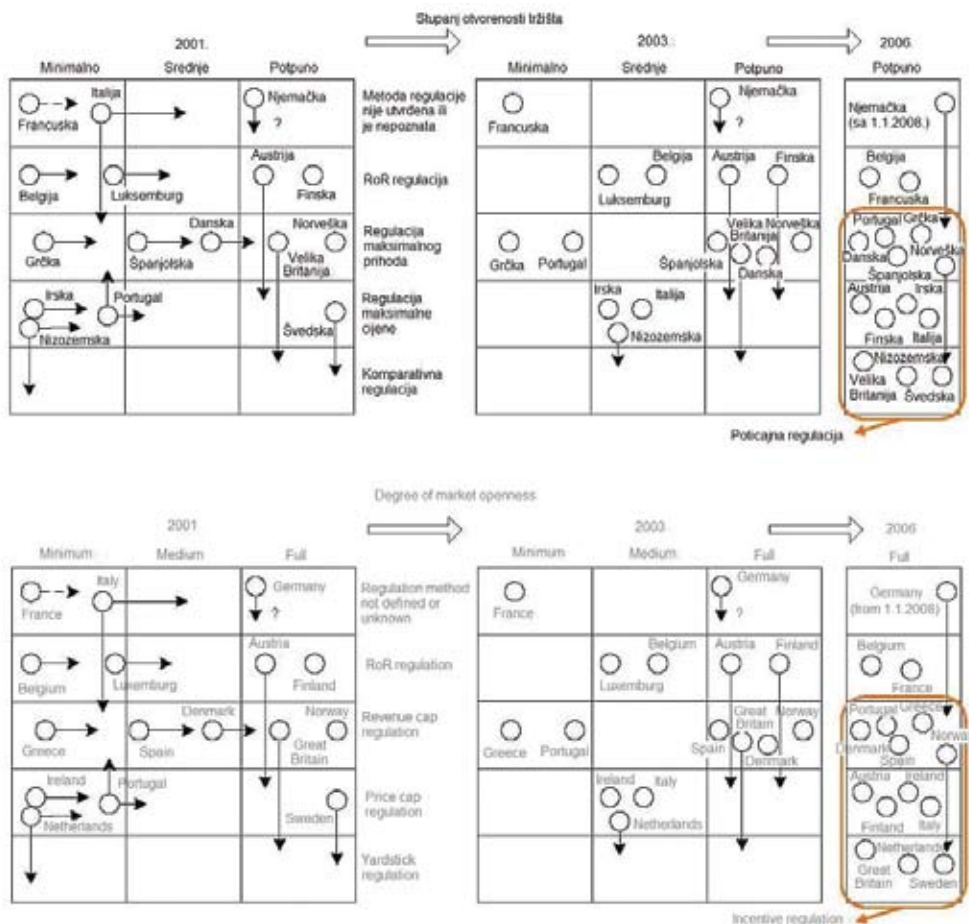 Stupanj otvorenosti tržišta
2001.
2003.
2006.
Minimalno
Srednje
Potpuno
Minimalno
Srednje
Potpuno
Potpuno
Francuska
Italija
Njemačka
?
Metoda regulacije
nije utvrđena ili
je nepoznata
Francuska
Njemačka
?
Njemačka
(sa 1.1.2008.)
Belgija
Luksemburg
Austrija
Finska
RoR regulacija
Luksemburg
Belgija
Austrija
Finska
Belgija
Francuska
Grčka
Španjolska
Danska
Norveška
Velika
Britanija
Regulacija
maksimalnog
prihoda
Grčka
Portugal
Španjolska
Velika
Britanija
Norveška
Danska
Portugal
Grčka
Danska
Norveška
Španjolska
Irska
Nizozemska
Portugal
Švedska
Regulacija
maksimalne
cijene
Irska
Italija
Nizozemska
Austrija
Irska
Finska
Italija
Komparativna
regulacija
Nizozemska
Velika
Britanija
Švedska
Poticajna regulacija
Degree of market openness
2001
2003
2006
Minimum
Medium
Full
Minimum
Medium
Full
Full
France
Italy
Germany
?
Regulation method
not defined or
unknown
France
Germany
?
Germany
(from 1.1.2008)
Belgium
Luxemburg
Austria
Finland
RoR regulation
Luxemburg
Belgium
Austria
Finland
Belgium
France
Greece
Spain
Denmark
Norway
Great
Britain
Revenue cap
regulation
Greece
Portugal
Spain
Great
Britain
Norway
Denmark
Portugal
Greece
Denmark
Norway
Spain
Ireland
Netherlands
Portugal
Sweden
Price cap
regulation
Ireland
Italy
Netherlands
Austria
Ireland
Finland
Italy
Yardstick
regulation
Netherlands
Great
Britain
Sweden
Incentive regulation